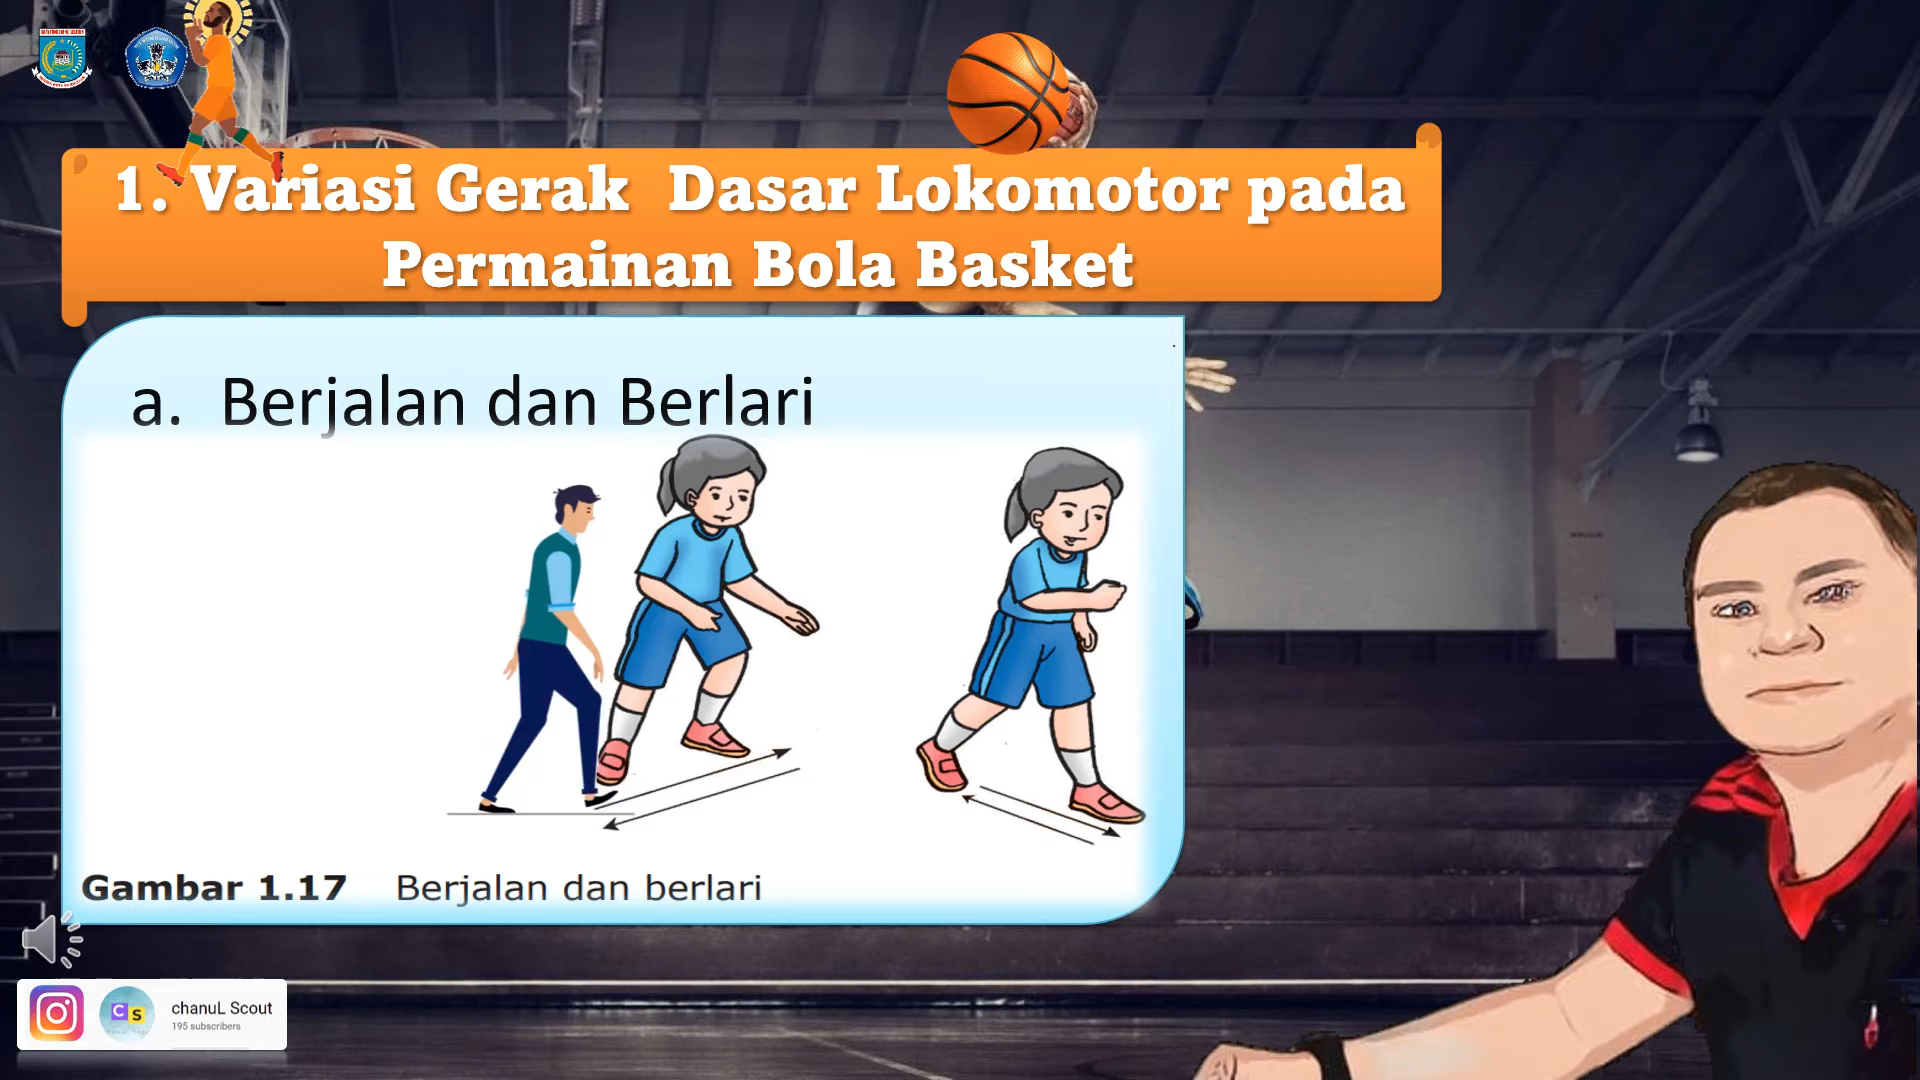 1. Variasi Gerak Dasar Lokomotor pada
Permainan Bola Basket
a. Berjalan dan Berlari
Gambar 1.17 Berjalan dan berlari
CS
chanuL Scout
195 subscribers